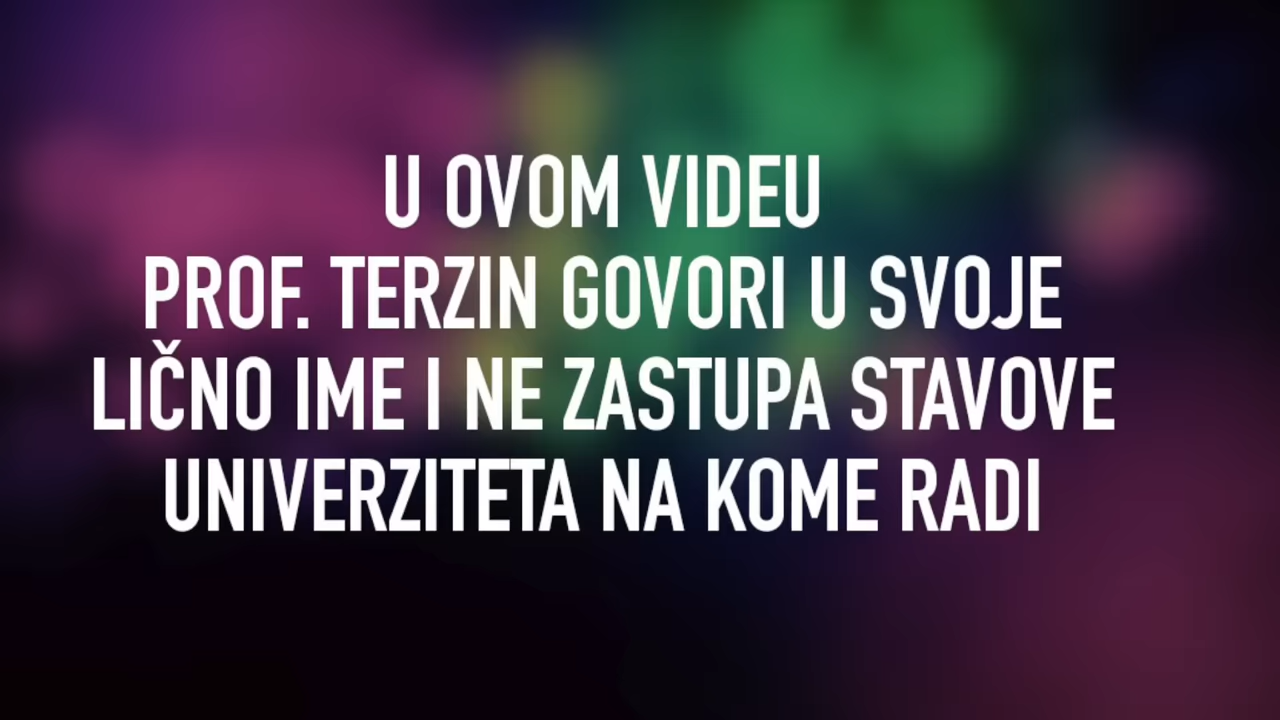 U OVOM VIDEU
PROF. TERZIN GOVORI U SVOJE
LIČNO IME I NE ZASTUPA STAVOVE
UNIVERZITETA NA KOME RADI